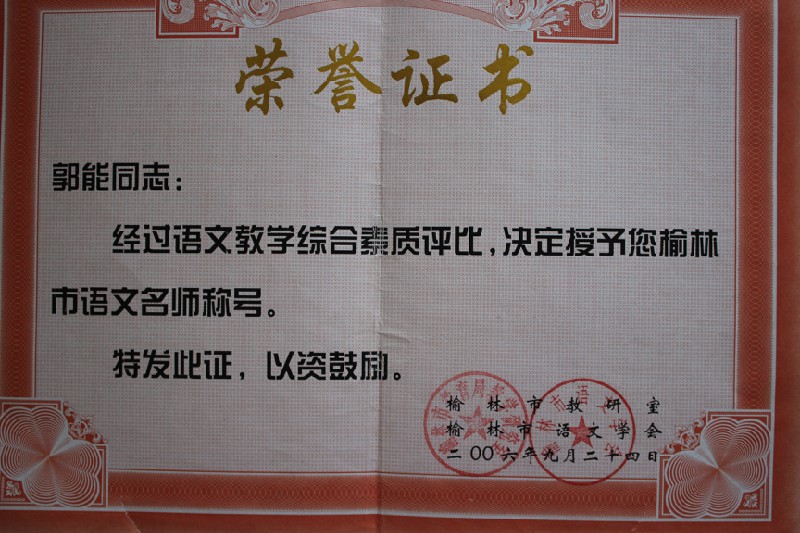 荣誉证书
郭能同志：
经过语文教学综合素质评比，决定授予您榆林
市语文名师称号。
特发此证，以资鼓励。
榆林市教研室
榆林市语文学会
二〇〇六年九月二十四日